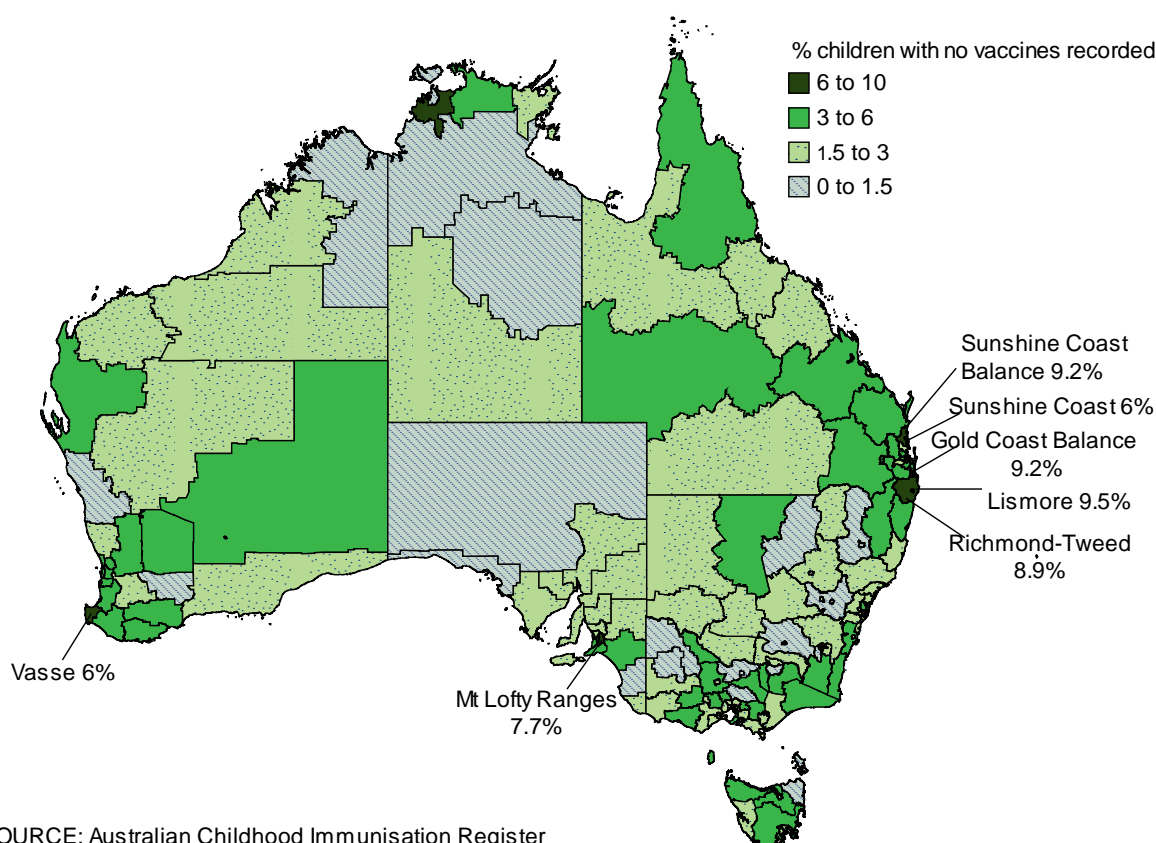 % children with no vaccines recorded
6 to 10
3 to 6
1.5 to 3
0 to 1.5
Sunshine Coast
Balance 9.2%
Sunshine Coast 6%
Gold Coast Balance
9.2%
Lismore 9.5%
Richmond-Tweed
8.9%
Vasse 6%
Mt Lofty Ranges
7.7%
OURCE: Australian Childhood Immunisation Register